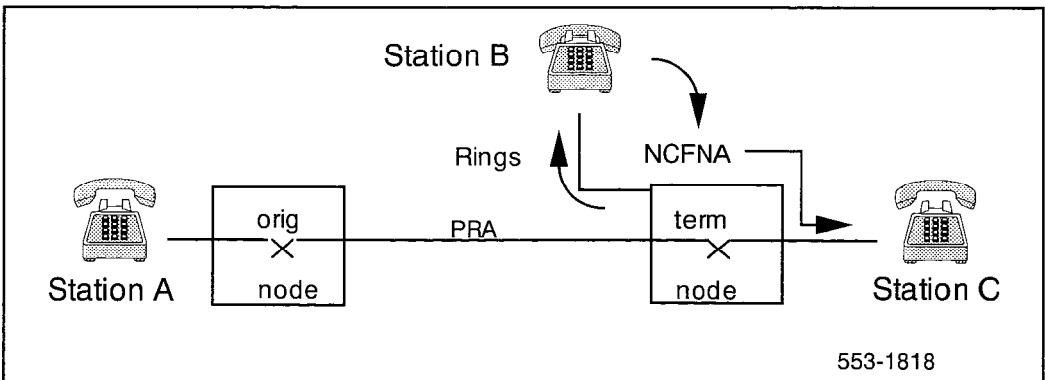 Station B
Rings
NCFNA
orig
PRA
term
Station A
node
node
Station C
553-1818